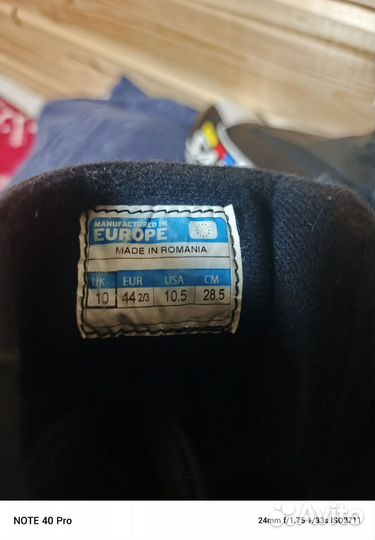 MANUFACTURED IN
EUROPE
MADE IN ROMANIA
UK EUR USA CM
10 44 2/3 10.5 28.5
NOTE 40 Pro
24mm f/1.75 1/33s ISO3711
Avito